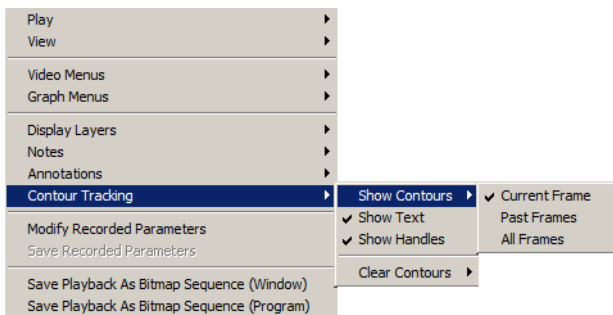 Play
View
Video Menus
Graph Menus
Display Layers
Notes
Annotations
Contour Tracking
Modify Recorded Parameters
Save Recorded Parameters
Save Playback As Bitmap Sequence (Window)
Save Playback As Bitmap Sequence (Program)
Show Contours
Show Text
Show Handles
Clear Contours
Current Frame
Past Frames
All Frames